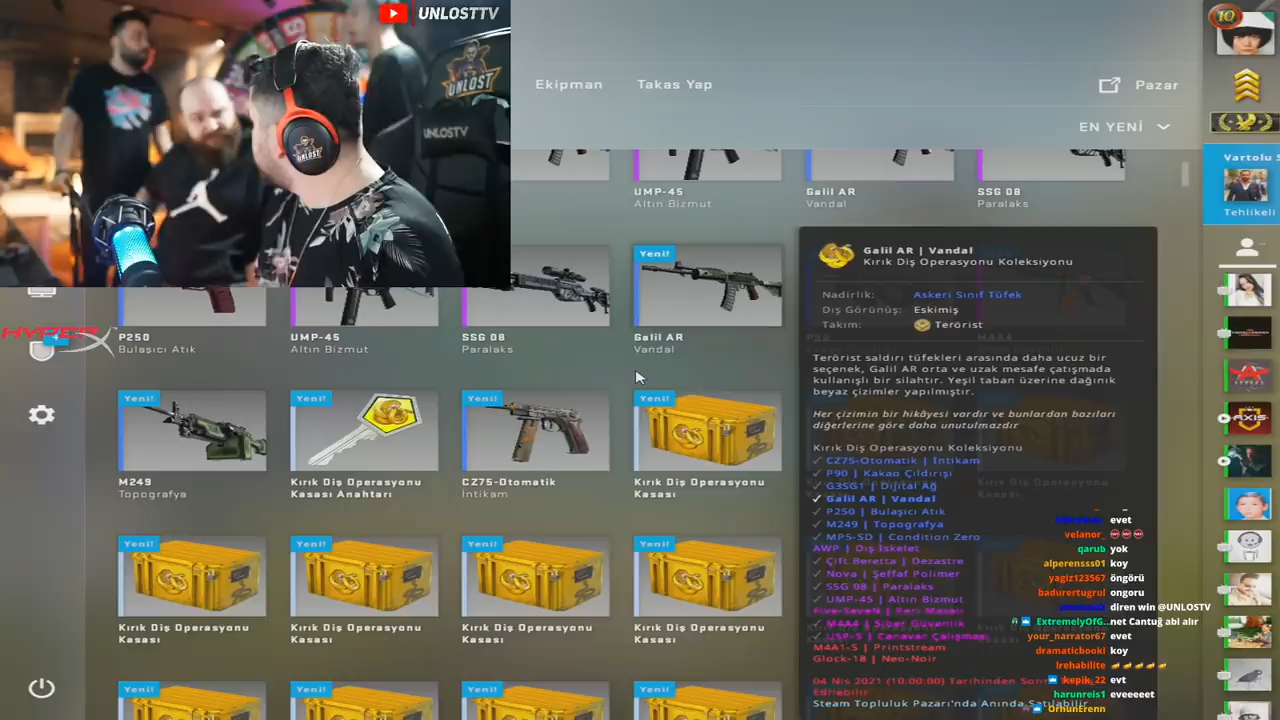 UNLOSTTV
UNLOST
UNLOSTV
UNLOST
Ekipman
Takas Yap
Pazar
EN YENİ
10
UMP-45
Altın Bizmut
Galil AR
Vandal
SSG 08
Paralaks
Vartolu S
Tehlikeli
HYPER
P250
Bulaşıcı Atık
UMP-45
Altın Bizmut
SSG 08
Paralaks
Yeni!
Galil AR
Vandal
Yeni!
M249
Topografya
Yeni!
Kırık Diş Operasyonu
Kasası Anahtarı
Yeni!
CZ75-Otomatik
İntikam
Yeni!
Kırık Diş Operasyonu
Kasası
Yeni!
Kırık Diş Operasyonu
Kasası
Yeni!
Kırık Diş Operasyonu
Kasası
Yeni!
Kırık Diş Operasyonu
Kasası
Yeni!
Kırık Diş Operasyonu
Kasası
Yeni!
Yeni!
Yeni!
Yeni!
Galil AR | Vandal
Kırık Diş Operasyonu Koleksiyonu
Nadirlik: Askeri Sınıf Tüfek
Dış Görünüş: Eskimiş
Takım: Terörist
Terörist saldırı tüfekleri arasında daha ucuz bir
seçenek, Galil AR orta ve uzak mesafe çatışmada
kullanışlı bir silahtır. Yeşil taban üzerine dağınık
beyaz çizimler yapılmıştır.
Her çizimin bir hikâyesi vardır ve bunlardan bazıları
diğerlerine göre daha unutulmazdır
Kırık Diş Operasyonu Koleksiyonu
✓ CZ75-Otomatik | İntikam
✓ P90 | Kakao Çıldırışı
✓ G3SG1 | Dijital Ağ
✓ Galil AR | Vandal
✓ P250 | Bulaşıcı Atık
✓ M249 | Topografya
✓ MP5-SD | Condition Zero
AWP | Dış İskelet
✓ Çift Beretta | Dezastre
✓ Nova | Şeffaf Polimer
✓ SSG 08 | Paralaks
✓ UMP-45 | Altın Bizmut
Five-SeveN | Peri Masalı
✓ M4A4 | Siber Güvenlik
✓ USP-S | Canavar Çalışması
M4A1-S | Printstream
Glock-18 | Neo-Noir
04 Nis 2021 (10:00:00) Tarihinden Sonra
Edilebilir
Steam Topluluk Pazarı'nda Anında Satılabilir
evet
velanor_
qarub yok
alperensss01 koy
yagiz123567 öngörü
badurertugrul ongoru
diren win @UNLOSTV
ExtremelyOfG... net Cantuğ abi alır
your_narrator67 evet
dramaticbooki koy
lrehabilite
kepik_22 evt
harunreis1 eveeeeet
OrhunErenn
AXIS